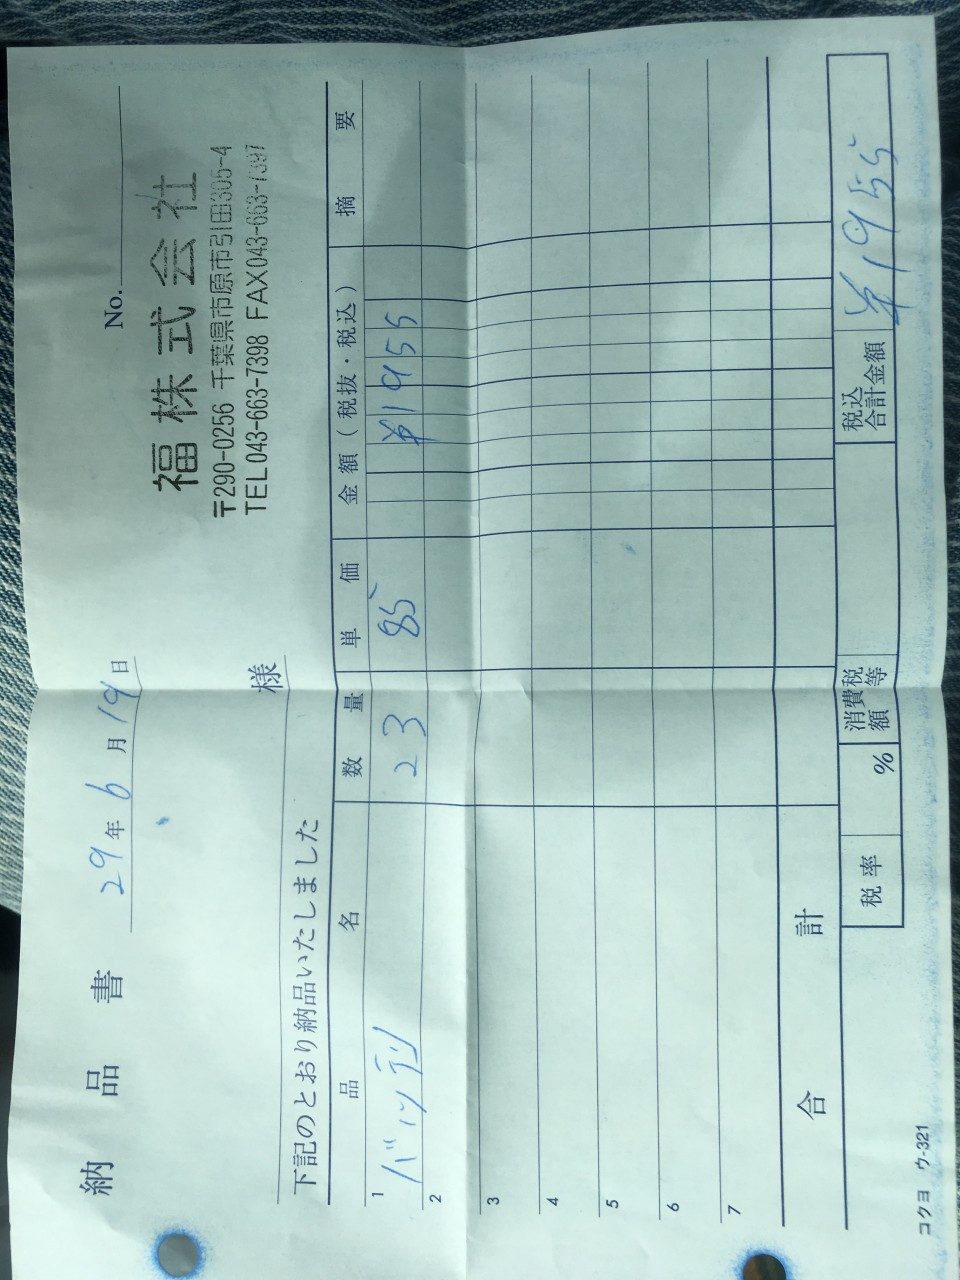 納品書 29年6月19日 No.
福株式会社
〒290-0256 千葉県市原市引田305-4
TEL043-663-7398 FAX043-663-7397
様
下記のとおり納品いたしました
品名 数量 単価 金額(税抜・税込) 摘要
1 バッテリ 23 85 ¥1955
2
3
4
5
6
7
合計
税率 % 消費税額等 税込合計金額 ¥1955
コクヨ ウ-321